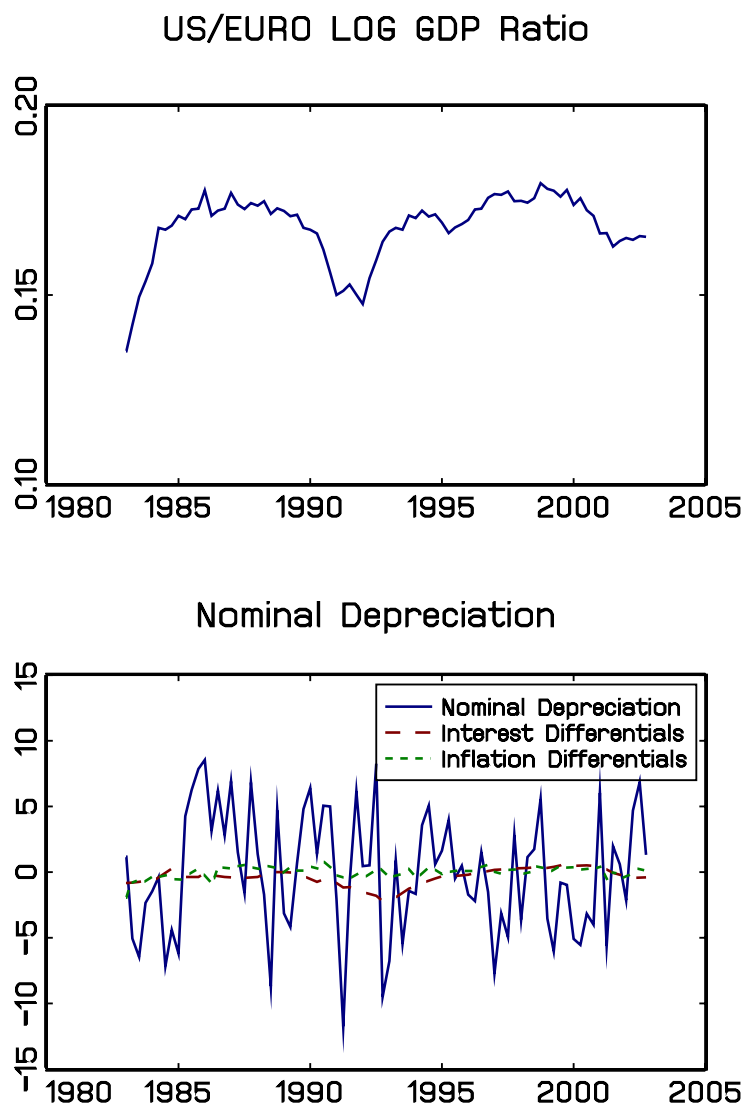 US/EURO LOG GDP Ratio
0.20
0.15
0.10
1980 1985 1990 1995 2000 2005
Nominal Depreciation
15
10
5
0
-5
-10
-15
Nominal Depreciation
Interest Differentials
Inflation Differentials
1980 1985 1990 1995 2000 2005